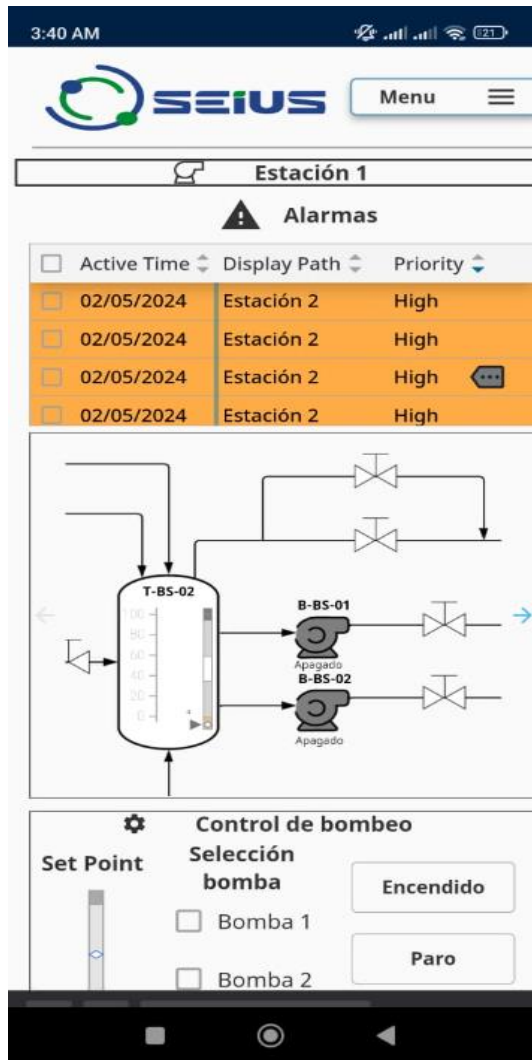 3:40 AM 21
SEIUS Menu
Estación 1
Alarmas
Active Time Display Path Priority
02/05/2024 Estación 2 High
02/05/2024 Estación 2 High
02/05/2024 Estación 2 High
02/05/2024 Estación 2 High
T-BS-02
100
80
60
40
20
0
B-BS-01
Apagado
B-BS-02
Apagado
Control de bombeo
Set Point
Selección
bomba
Encendido
Bomba 1
Paro
Bomba 2